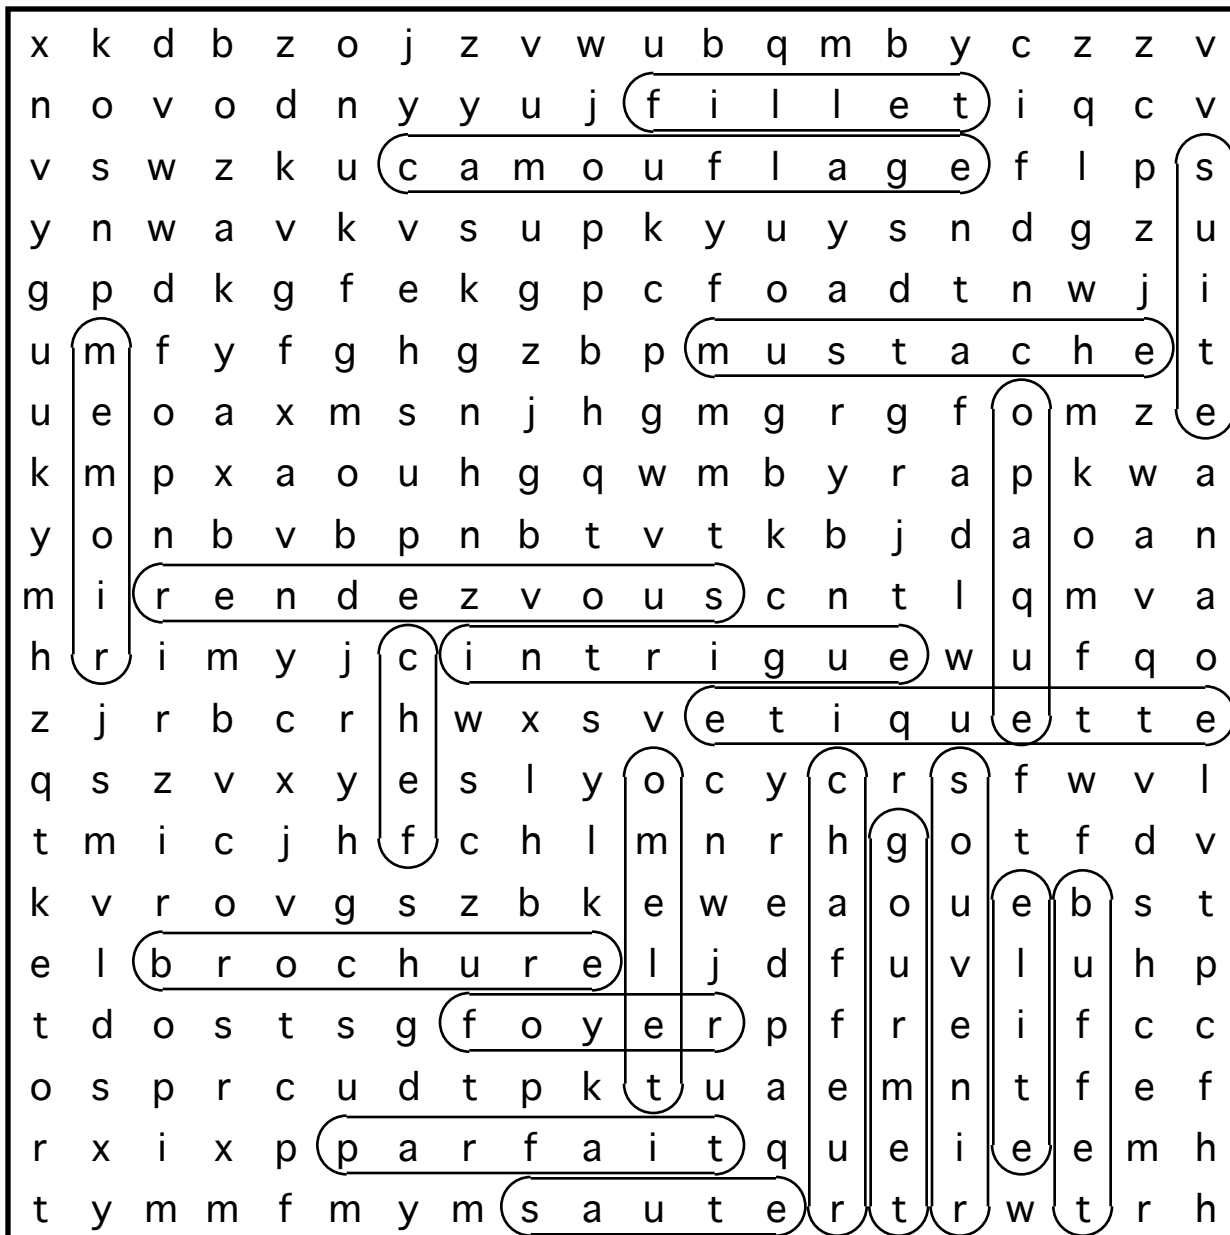 x k d b z o j z v w u b q m b y c z z v
n o v o d n y y u j f i l l e t i q c v
v s w z k u c a m o u f l a g e f l p s
y n w a v k v s u p k y u y s n d g z u
g p d k g f e k g p c f o a d t n w j i
u m f y f g h g z b p m u s t a c h e t
u e o a x m s n j h g m g r g f o m z e
k m p x a o u h g q w m b y r a p k w a
y o n b v b p n b t v t k b j d a o a n
m i r e n d e z v o u s c n t l q m v a
h r i m y j c i n t r i g u e w u f q o
z j r b c r h w x s v e t i q u e t t e
q s z v x y e s l y o c y c r s f w v l
t m i c j h f c h l m n r h g o t f d v
k v r o v g s z b k e w e a o u e b s t
e l b r o c h u r e l j d f u v l u h p
t d o s t s g f o y e r p f r e i f c c
o s p r c u d t p k t u a e m n t f e f
r x i x p p a r f a i t q u e i e e m h
t y m m f m y m s a u t e r t r w t r h